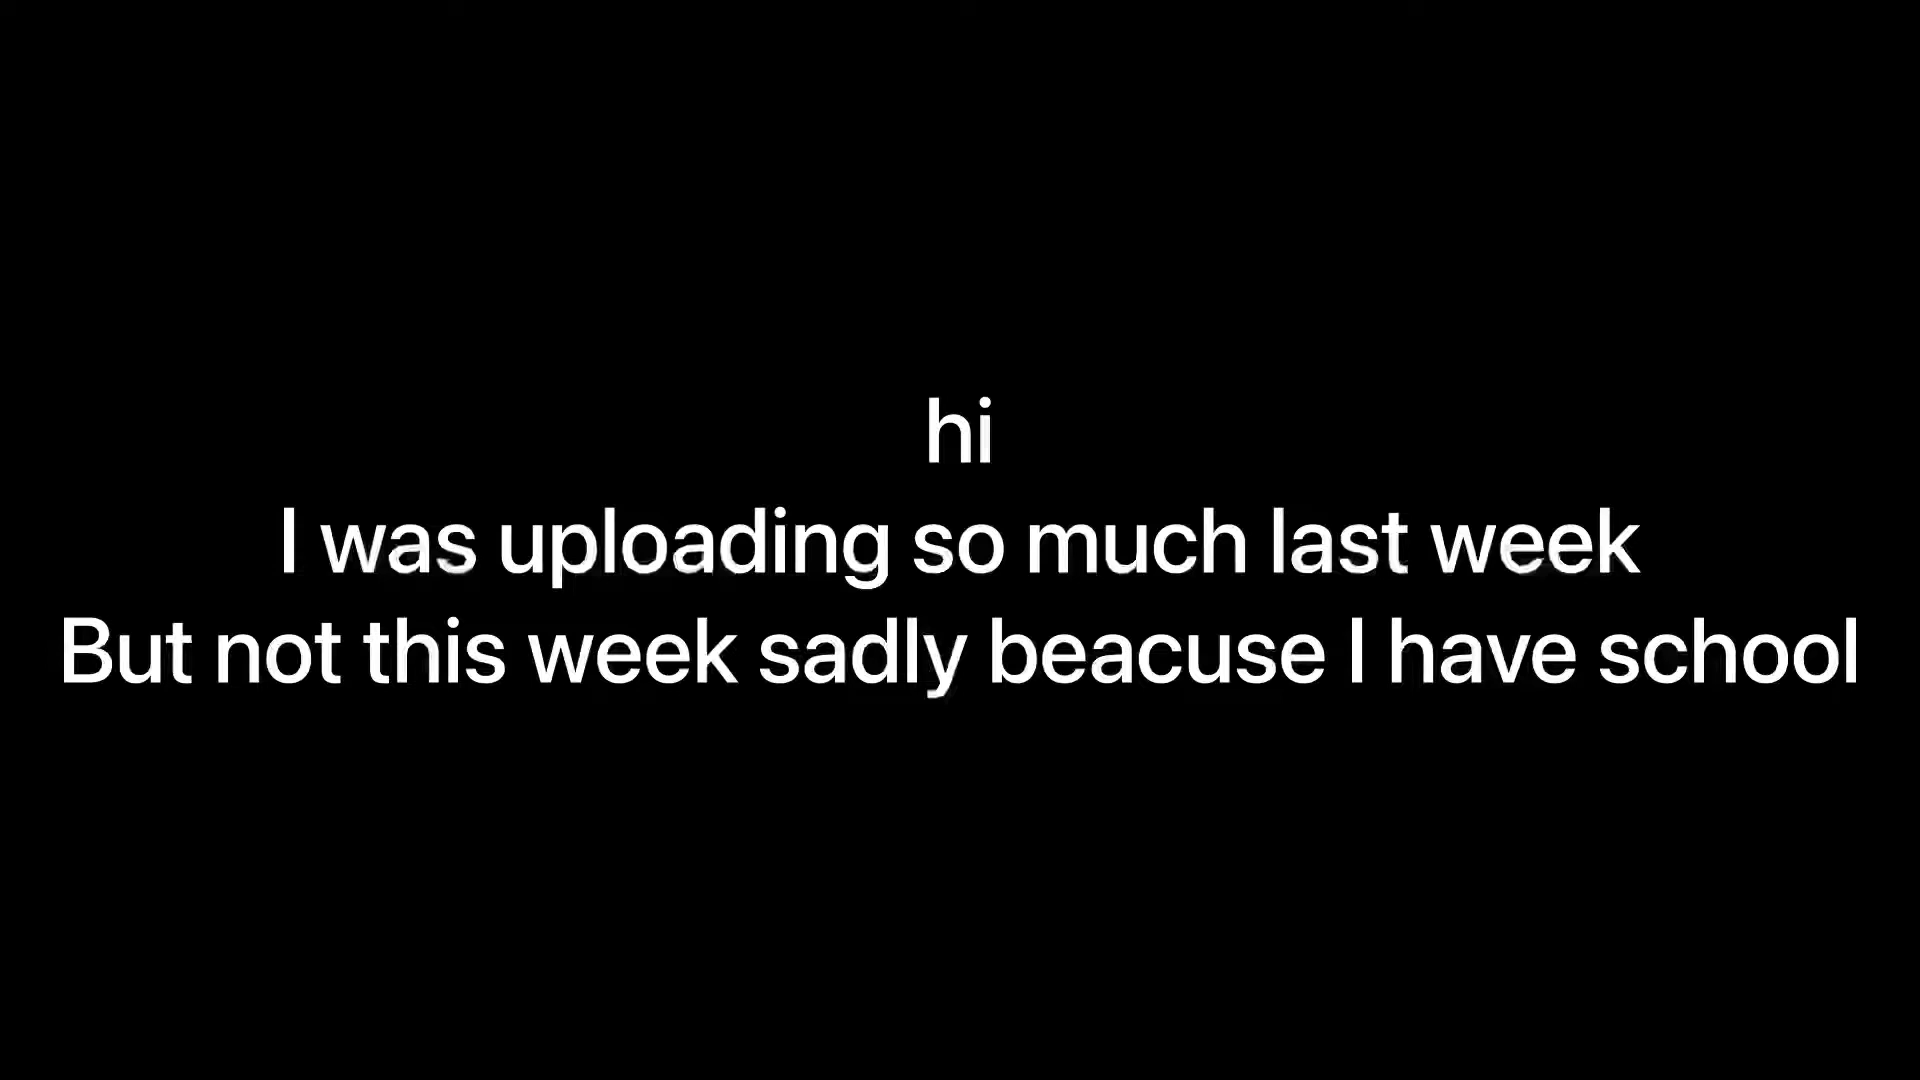 hi
I was uploading so much last week
But not this week sadly beacuse I have school